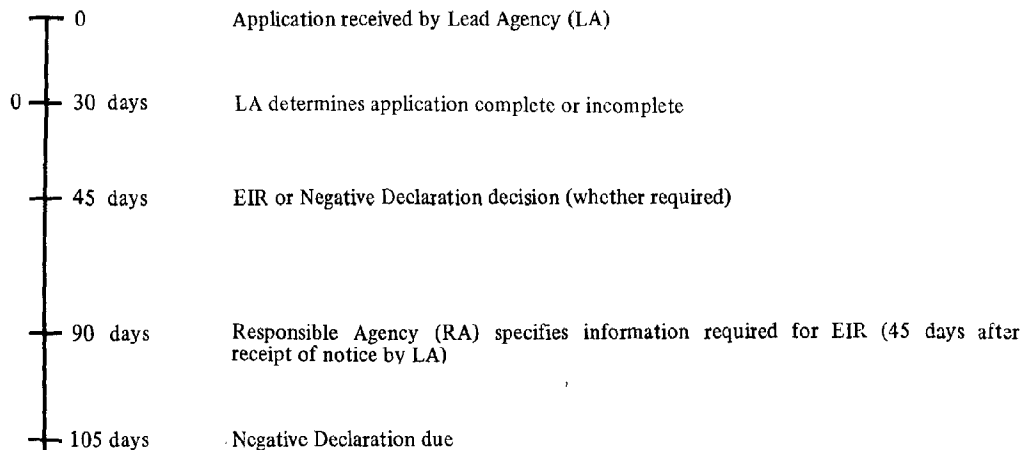 0 Application received by Lead Agency (LA)
0 30 days LA determines application complete or incomplete
45 days EIR or Negative Declaration decision (whether required)
90 days Responsible Agency (RA) specifies information required for EIR (45 days after
receipt of notice by LA)
105 days Negative Declaration due